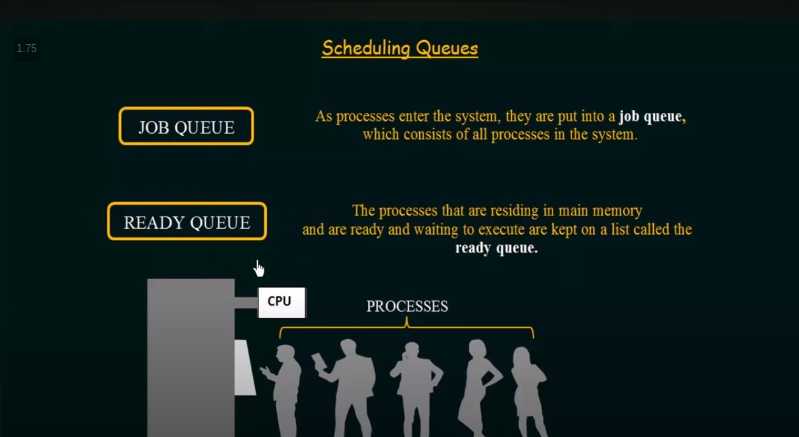 1.75
Scheduling Queues
JOB QUEUE
As processes enter the system, they are put into a job queue,
which consists of all processes in the system.
READY QUEUE
The processes that are residing in main memory
and are ready and waiting to execute are kept on a list called the
ready queue.
CPU
PROCESSES